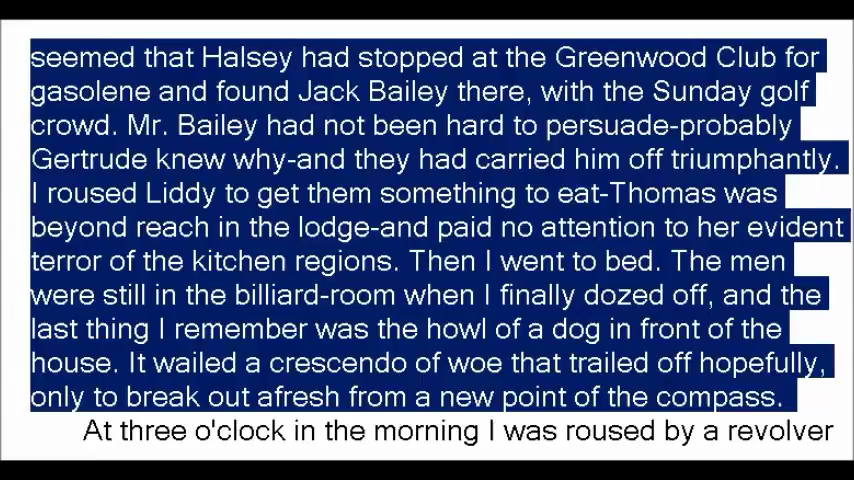 seemed that Halsey had stopped at the Greenwood Club for
gasolene and found Jack Bailey there, with the Sunday golf
crowd. Mr. Bailey had not been hard to persuade-probably
Gertrude knew why-and they had carried him off triumphantly.
I roused Liddy to get them something to eat-Thomas was
beyond reach in the lodge-and paid no attention to her evident
terror of the kitchen regions. Then I went to bed. The men
were still in the billiard-room when I finally dozed off, and the
last thing I remember was the howl of a dog in front of the
house. It wailed a crescendo of woe that trailed off hopefully,
only to break out afresh from a new point of the compass.
At three o'clock in the morning I was roused by a revolver